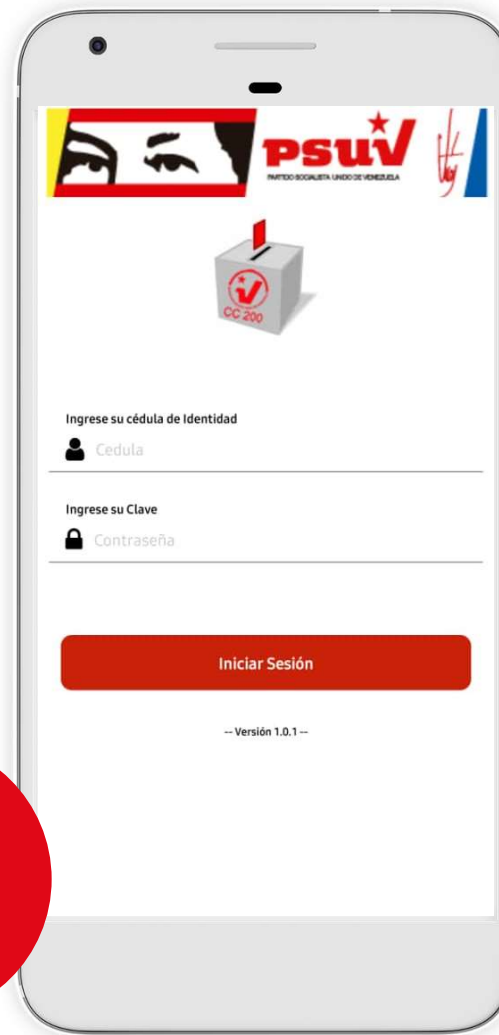 PSUV
PARTIDO SOCIALISTA UNIDO DE VENEZUELA
CC 200
Ingrese su cédula de Identidad
Cedula
Ingrese su Clave
Contraseña
Iniciar Sesión
-- Versión 1.0.1 --